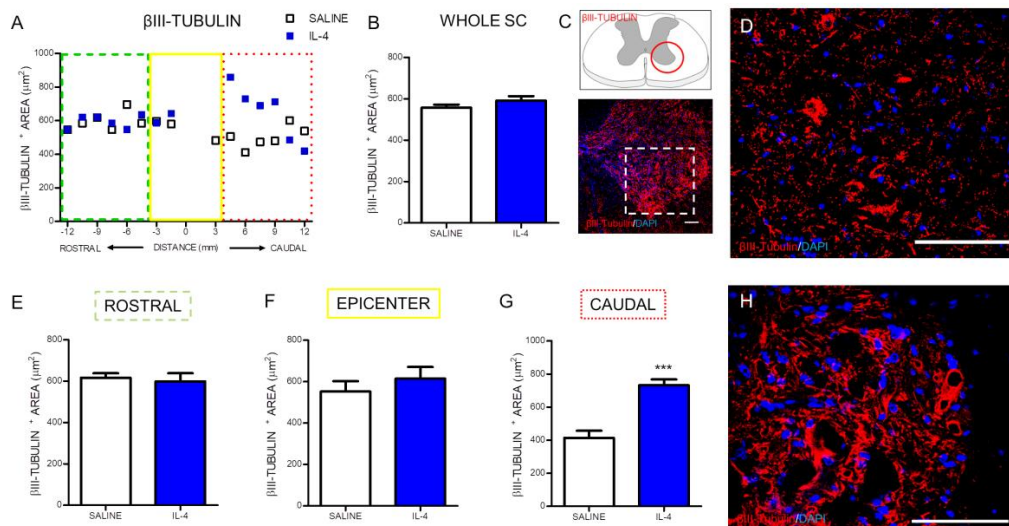 A
βIII-TUBULIN
SALINE
IL-4
βIII-TUBULIN + AREA (µm2)
1000
800
600
400
200
0
-12 -9 -6 -3 0 3 6 9 12
ROSTRAL DISTANCE (mm) CAUDAL
B
WHOLE SC
βIII-TUBULIN + AREA (µm2)
800
600
400
200
0
SALINE IL-4
C
βIII-TUBULIN
βIII-Tubulin/DAPI
D
βIII-Tubulin/DAPI
E
ROSTRAL
βIII-TUBULIN + AREA (µm2)
800
600
400
200
0
SALINE IL-4
F
EPICENTER
βIII-TUBULIN + AREA (µm2)
800
600
400
200
0
SALINE IL-4
G
CAUDAL
βIII-TUBULIN + AREA (µm2)
1000
800
600
400
200
0
***
SALINE IL-4
H
βIII-Tubulin/DAPI